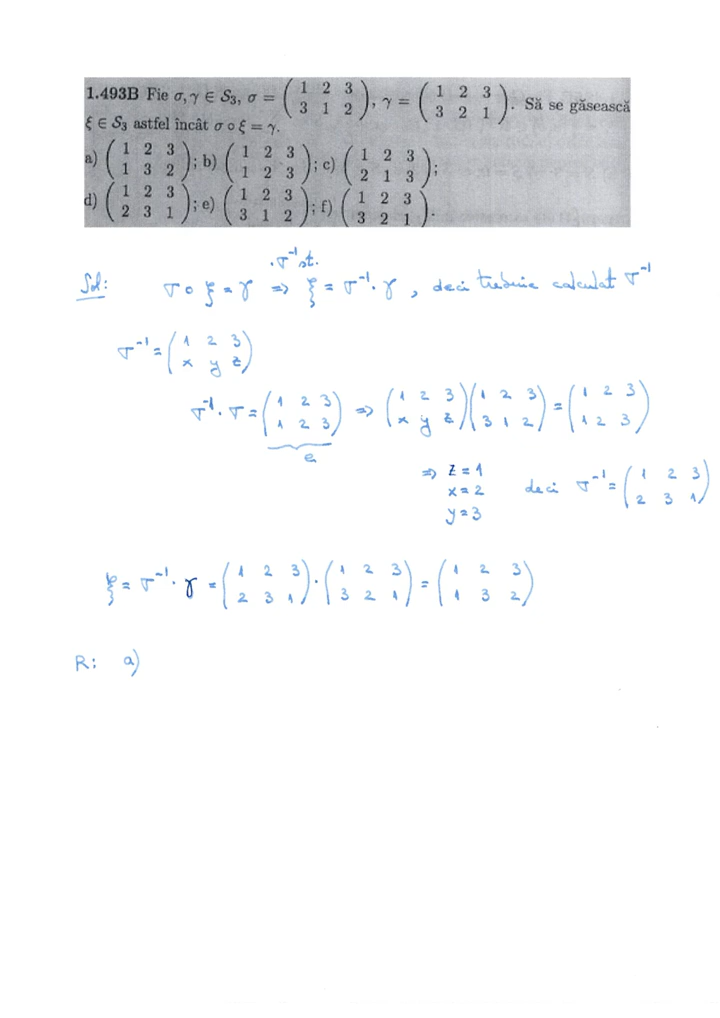 1.493B Fie σ, γ ∈ S₃, σ = (1 2 3 / 3 1 2), γ = (1 2 3 / 3 2 1). Să se găsească
ξ ∈ S₃ astfel încât σ ∘ ξ = γ.
a) (1 2 3 / 1 3 2); b) (1 2 3 / 1 2 3); c) (1 2 3 / 2 1 3);
d) (1 2 3 / 2 3 1); e) (1 2 3 / 3 1 2); f) (1 2 3 / 3 2 1).
·σ⁻¹ st.
Sol: σ ∘ ξ = γ ⇒ ξ = σ⁻¹ · γ, deci trebuie calculat σ⁻¹
σ⁻¹ = (1 2 3 / x y z)
σ⁻¹ · σ = (1 2 3 / 1 2 3) ⇒ (1 2 3 / x y z)(1 2 3 / 3 1 2) = (1 2 3 / 1 2 3)
e
⇒ z = 1
x = 2 deci σ⁻¹ = (1 2 3 / 2 3 1)
y = 3
ξ = σ⁻¹ · γ = (1 2 3 / 2 3 1) · (1 2 3 / 3 2 1) = (1 2 3 / 1 3 2)
R: a)